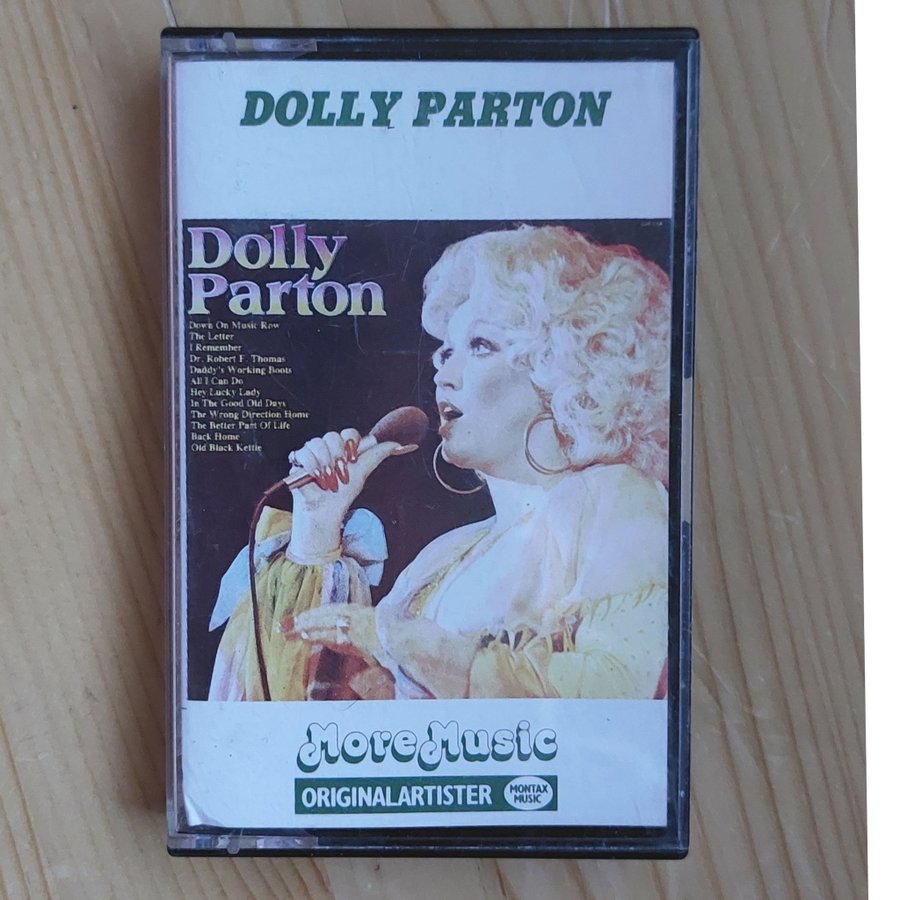 DOLLY PARTON
Dolly
Parton
Down On Music Row
The Letter
I Remember
Dr. Robert F. Thomas
Daddy's Working Boots
All I Can Do
Hey Lucky Lady
In The Good Old Days
The Wrong Direction Home
The Better Part Of Life
Back Home
Old Black Kettle
More Music
ORIGINALARTISTER
MONTAX
MUSIC